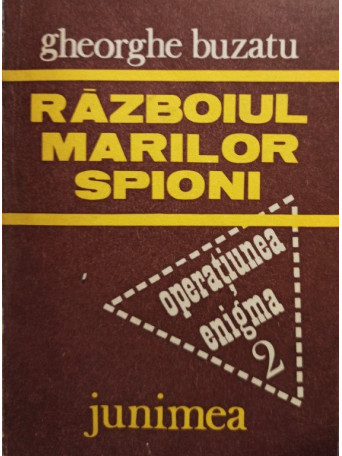 gheorghe buzatu
RĂZBOIUL
MARILOR
SPIONI
operațiunea
enigma
2
junimea